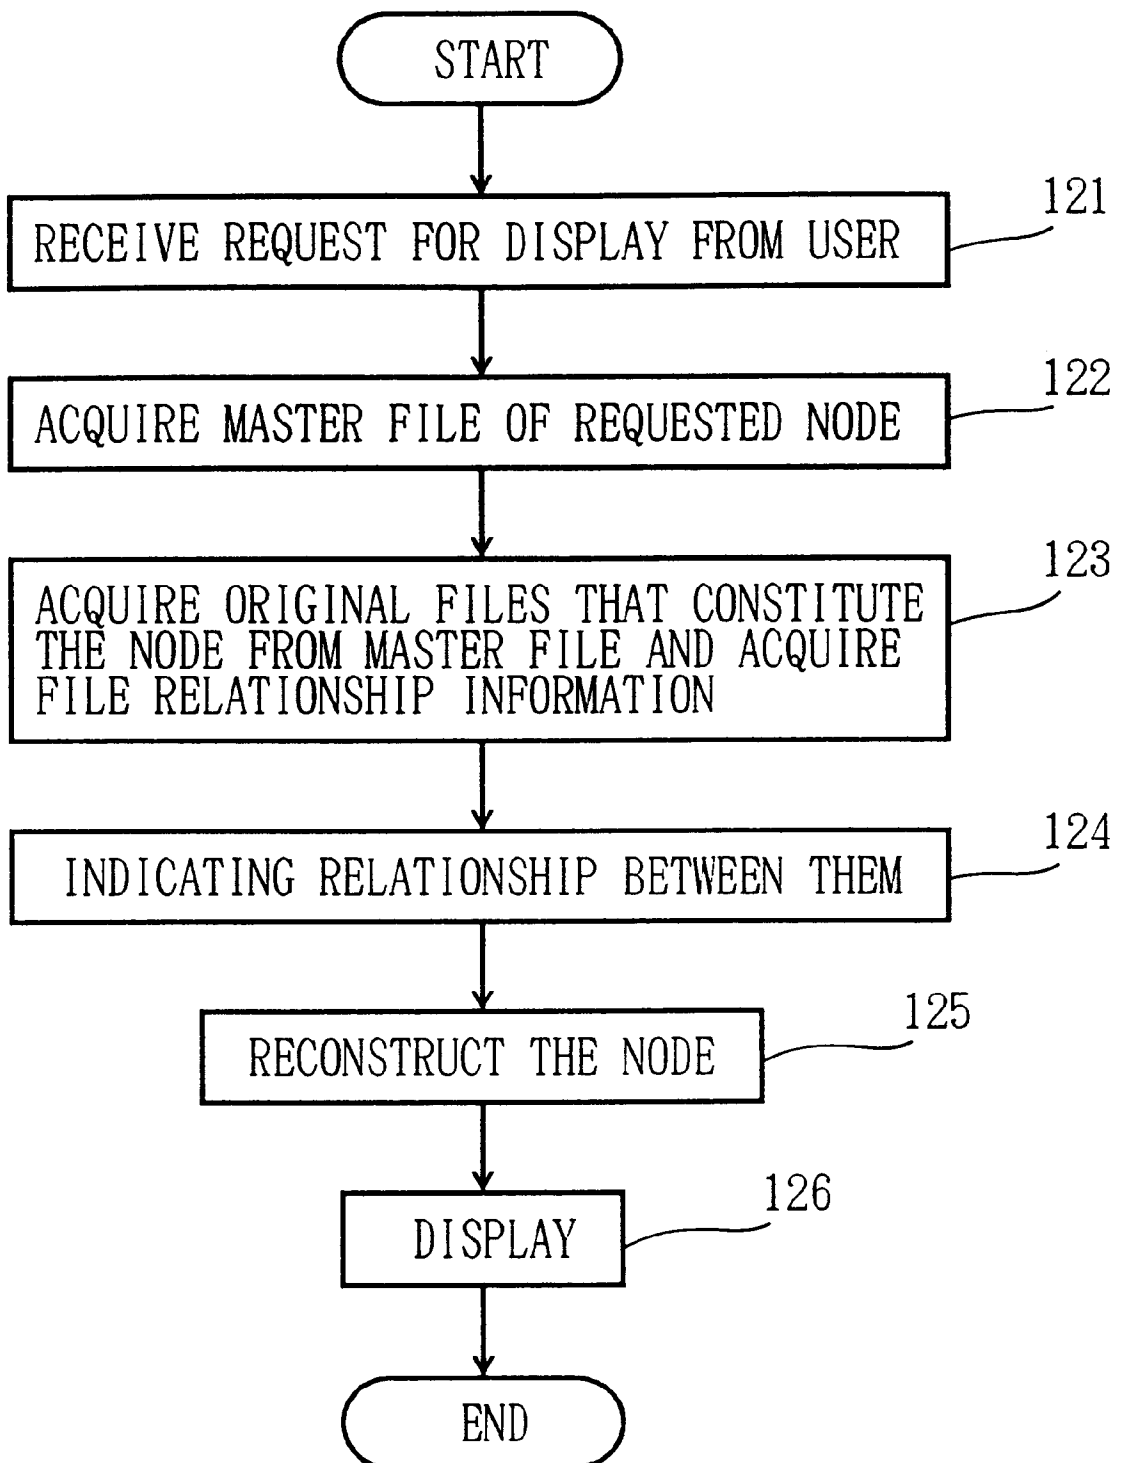 START
121
RECEIVE REQUEST FOR DISPLAY FROM USER
122
ACQUIRE MASTER FILE OF REQUESTED NODE
123
ACQUIRE ORIGINAL FILES THAT CONSTITUTE
THE NODE FROM MASTER FILE AND ACQUIRE
FILE RELATIONSHIP INFORMATION
124
INDICATING RELATIONSHIP BETWEEN THEM
125
RECONSTRUCT THE NODE
126
DISPLAY
END